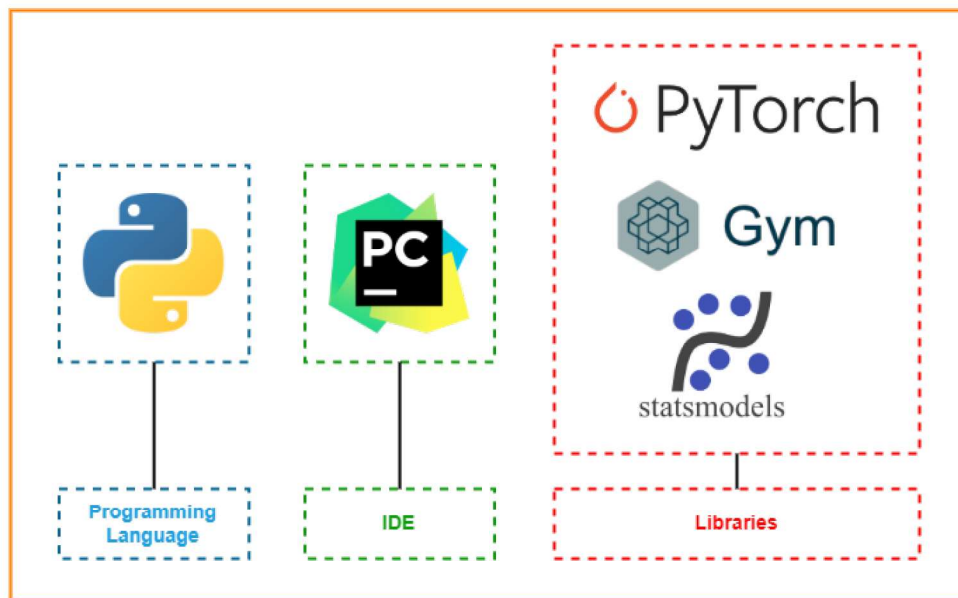 PyTorch
Gym
PC
statsmodels
Programming
Language
IDE
Libraries